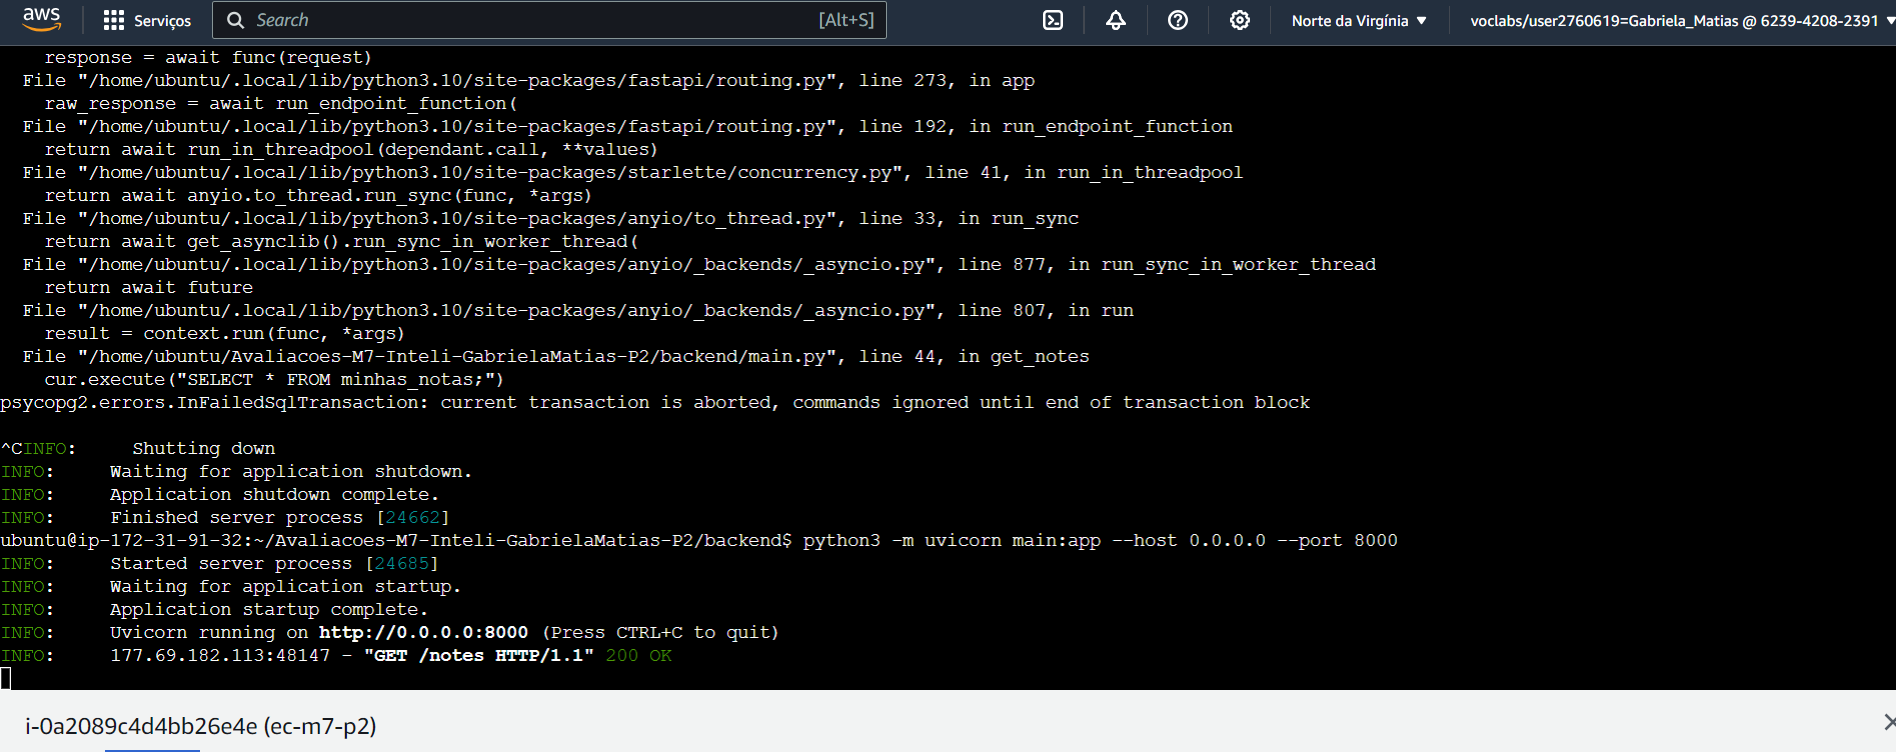 aws
Serviços
Search
[Alt+S]
Norte da Virgínia ▼
voclabs/user2760619=Gabriela_Matias @ 6239-4208-2391 ▼
response = await func(request)
File "/home/ubuntu/.local/lib/python3.10/site-packages/fastapi/routing.py", line 273, in app
raw_response = await run_endpoint_function(
File "/home/ubuntu/.local/lib/python3.10/site-packages/fastapi/routing.py", line 192, in run_endpoint_function
return await run_in_threadpool(dependant.call, **values)
File "/home/ubuntu/.local/lib/python3.10/site-packages/starlette/concurrency.py", line 41, in run_in_threadpool
return await anyio.to_thread.run_sync(func, *args)
File "/home/ubuntu/.local/lib/python3.10/site-packages/anyio/to_thread.py", line 33, in run_sync
return await get_asynclib().run_sync_in_worker_thread(
File "/home/ubuntu/.local/lib/python3.10/site-packages/anyio/_backends/_asyncio.py", line 877, in run_sync_in_worker_thread
return await future
File "/home/ubuntu/.local/lib/python3.10/site-packages/anyio/_backends/_asyncio.py", line 807, in run
result = context.run(func, *args)
File "/home/ubuntu/Avaliacoes-M7-Inteli-GabrielaMatias-P2/backend/main.py", line 44, in get_notes
cur.execute("SELECT * FROM minhas_notas;")
psycopg2.errors.InFailedSqlTransaction: current transaction is aborted, commands ignored until end of transaction block
^CINFO:     Shutting down
INFO:     Waiting for application shutdown.
INFO:     Application shutdown complete.
INFO:     Finished server process [24662]
ubuntu@ip-172-31-91-32:~/Avaliacoes-M7-Inteli-GabrielaMatias-P2/backend$ python3 -m uvicorn main:app --host 0.0.0.0 --port 8000
INFO:     Started server process [24685]
INFO:     Waiting for application startup.
INFO:     Application startup complete.
INFO:     Uvicorn running on http://0.0.0.0:8000 (Press CTRL+C to quit)
INFO:     177.69.182.113:48147 - "GET /notes HTTP/1.1" 200 OK
i-0a2089c4d4bb26e4e (ec-m7-p2)